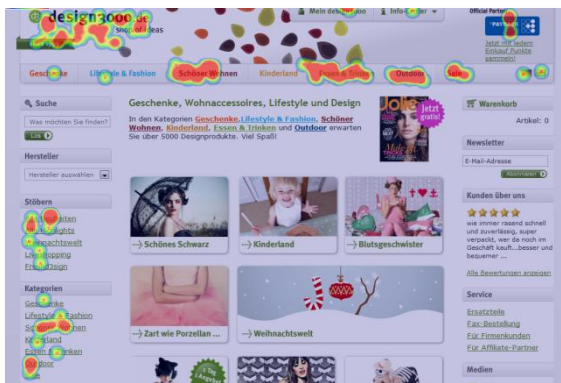 design3000.de
shop of ideas
Mein design3000
Official Partner
Jetzt mit jedem
Einkauf Punkte
sammeln!
Geschenke
Lifestyle & Fashion
Schöner Wohnen
Kinderland
Essen & Trinken
Outdoor
Sale
Suche
Was möchten Sie finden?
Los
Hersteller
Hersteller auswählen
Stöbern
Weihnachtswelt
Kategorien
Geschenke
Lifestyle & Fashion
Schöner Wohnen
Kinderland
Essen & Trinken
Outdoor
Geschenke, Wohnaccessoires, Lifestyle und Design
In den Kategorien Geschenke,Lifestyle & Fashion, Schöner
Wohnen, Kinderland, Essen & Trinken und Outdoor erwarten
Sie über 5000 Designprodukte. Viel Spaß!
Jolie
Jetzt
gratis!
Schönes Schwarz
Kinderland
Blutsgeschwister
Zart wie Porzellan ...
Weihnachtswelt
Warenkorb
Artikel: 0
Newsletter
E-Mail-Adresse
Abonnieren
Kunden über uns
wie immer rasend schnell
und zuverlässig, super
verpackt, wer da noch im
Geschäft kauft...besser und
bequemer ...
Alle Bewertungen anzeigen
Service
Ersatzteile
Fax-Bestellung
Für Firmenkunden
Für Affiliate-Partner
Medien